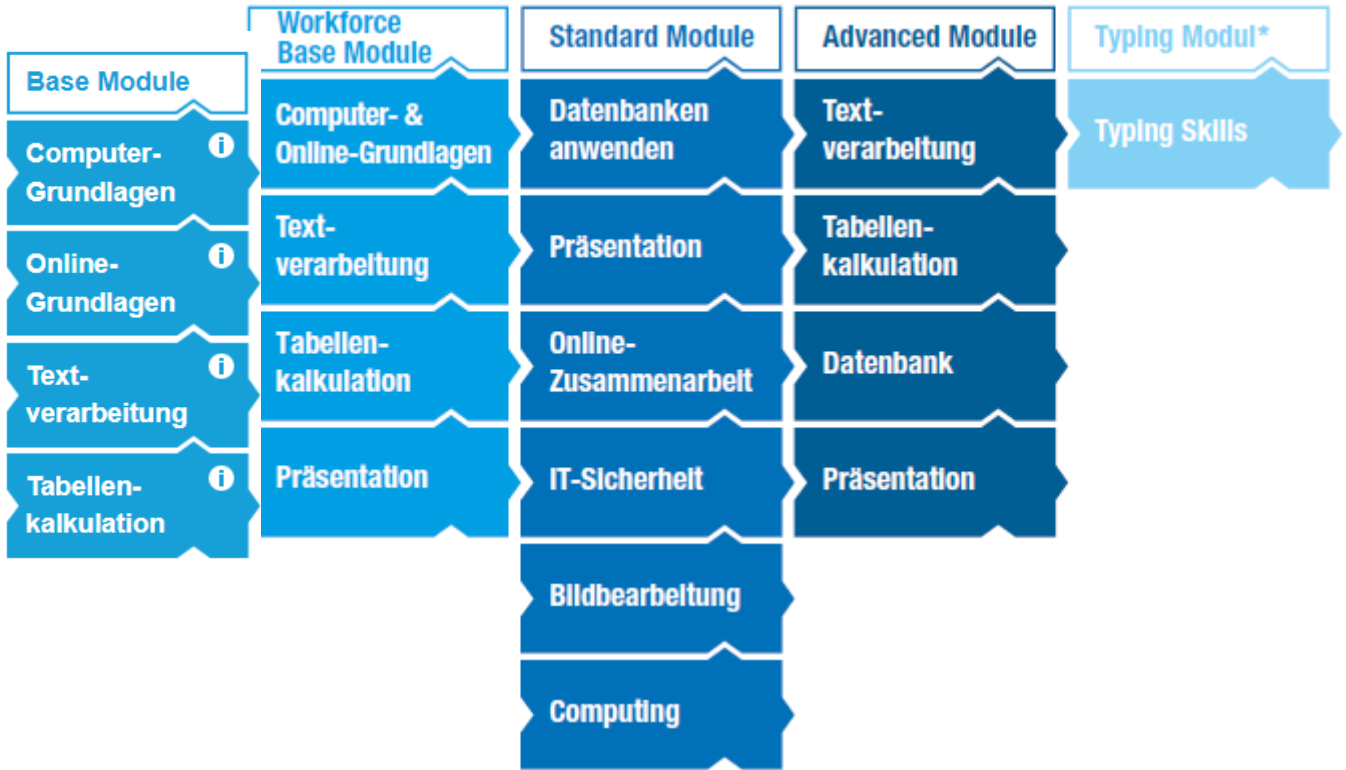 Base Module
Computer-
Grundlagen
Online-
Grundlagen
Text-
verarbeitung
Tabellen-
kalkulation
Workforce
Base Module
Computer- &
Online-Grundlagen
Text-
verarbeitung
Tabellen-
kalkulation
Präsentation
Standard Module
Datenbanken
anwenden
Präsentation
Online-
Zusammenarbeit
IT-Sicherheit
Bildbearbeitung
Computing
Advanced Module
Text-
verarbeitung
Tabellen-
kalkulation
Datenbank
Präsentation
Typing Modul*
Typing Skills